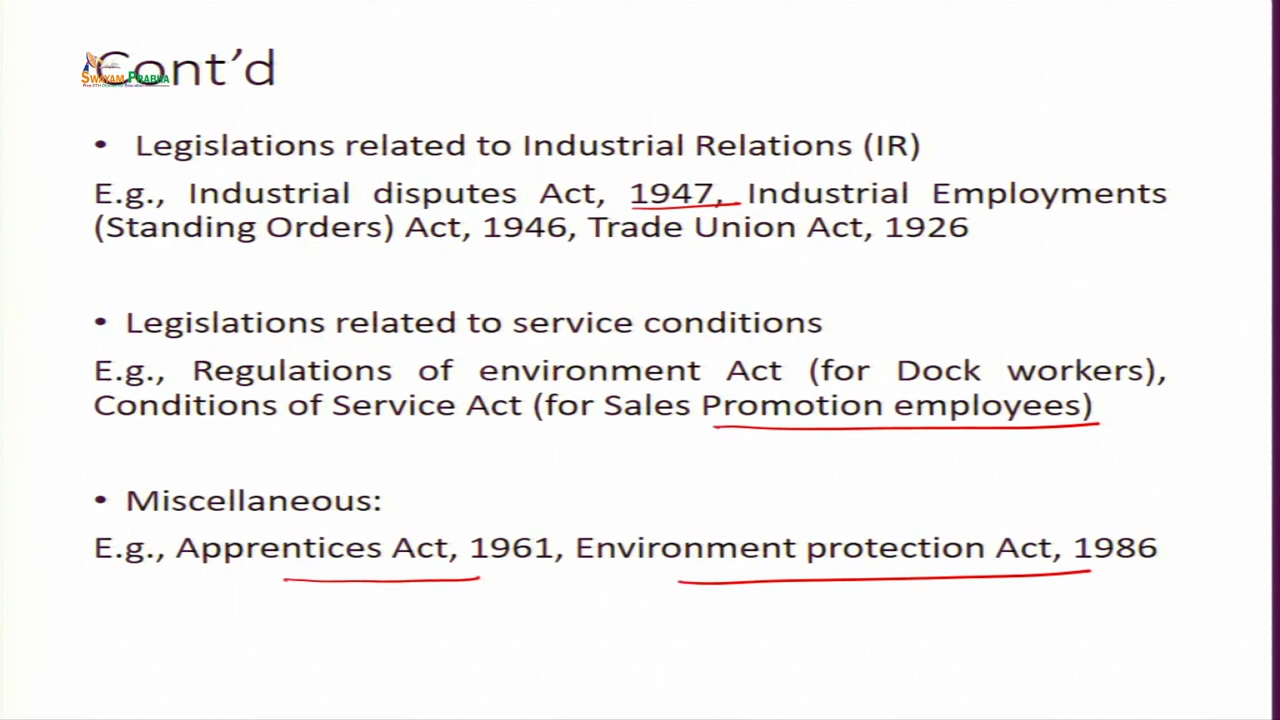 Cont'd
SWAYAM PRABHA
• Legislations related to Industrial Relations (IR)
E.g., Industrial disputes Act, 1947, Industrial Employments
(Standing Orders) Act, 1946, Trade Union Act, 1926
• Legislations related to service conditions
E.g., Regulations of environment Act (for Dock workers),
Conditions of Service Act (for Sales Promotion employees)
• Miscellaneous:
E.g., Apprentices Act, 1961, Environment protection Act, 1986